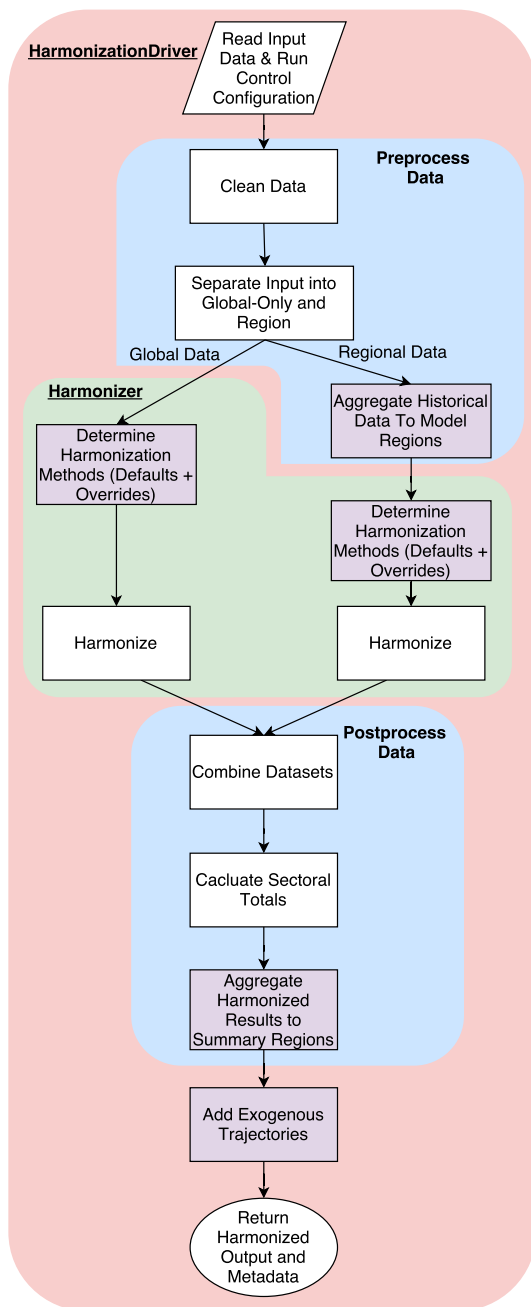 HarmonizationDriver
Read Input
Data & Run
Control
Configuration
Preprocess
Data
Clean Data
Separate Input into
Global-Only and
Region
Global Data
Regional Data
Harmonizer
Aggregate Historical
Data To Model
Regions
Determine
Harmonization
Methods (Defaults +
Overrides)
Determine
Harmonization
Methods (Defaults +
Overrides)
Harmonize
Harmonize
Postprocess
Data
Combine Datasets
Cacluate Sectoral
Totals
Aggregate
Harmonized
Results to
Summary Regions
Add Exogenous
Trajectories
Return
Harmonized
Output and
Metadata